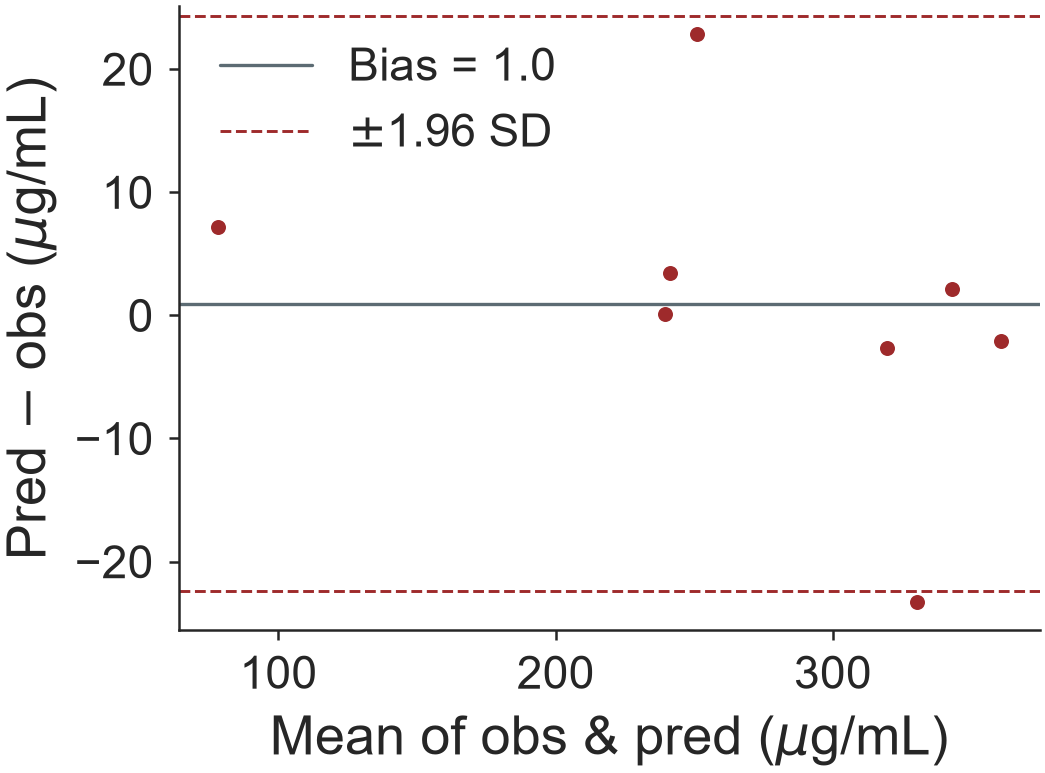 Pred − obs (μg/mL)
20
10
0
−10
−20
Bias = 1.0
±1.96 SD
100 200 300
Mean of obs & pred (μg/mL)